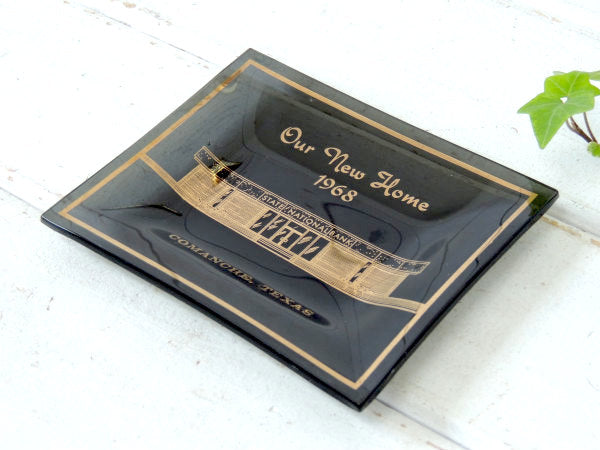 Our New Home
1968
STATE NATIONAL BANK
COMANCHE, TEXAS